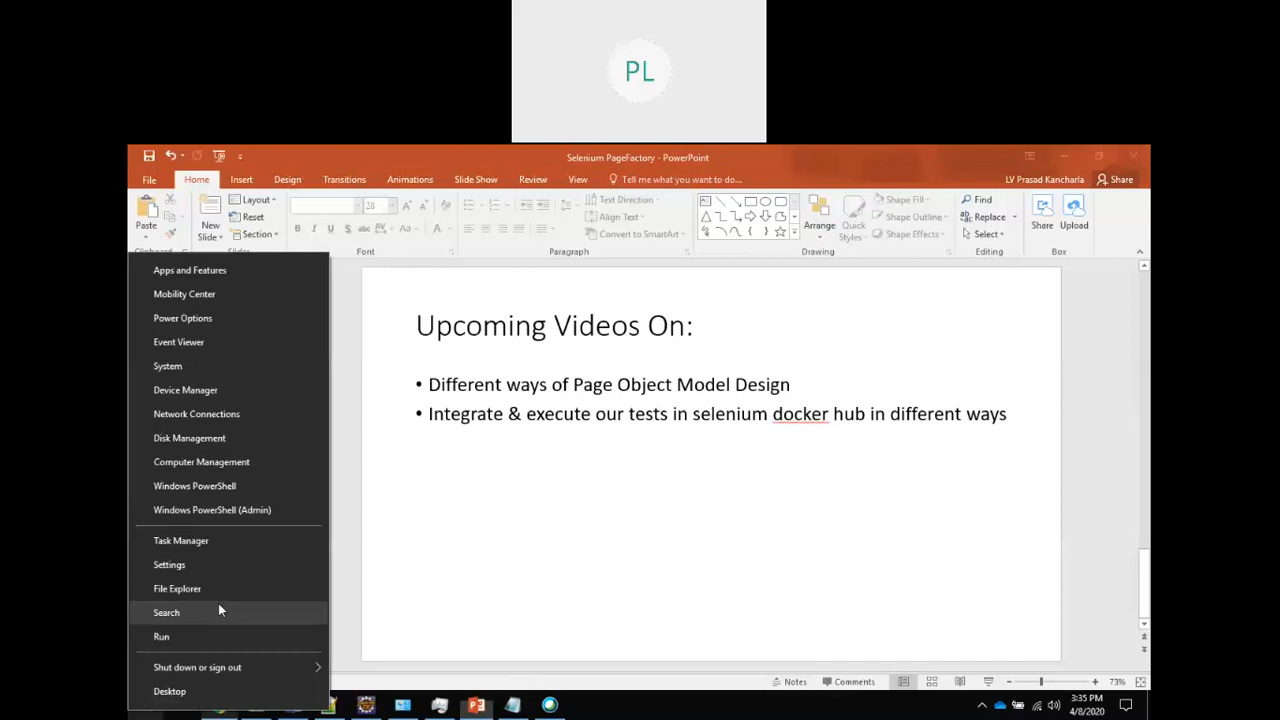 PL
Selenium PageFactory - PowerPoint
File
Home
Insert
Design
Transitions
Animations
Slide Show
Review
View
Tell me what you want to do...
LV Prasad Kancharla
Share
Paste
New
Slide
Layout
Reset
Section
28
B I U S abc AV Aa A
Text Direction
Align Text
Convert to SmartArt
Arrange
Quick
Styles
Shape Fill
Shape Outline
Shape Effects
Find
Replace
Select
Share
Upload
Clipboard
Font
Paragraph
Drawing
Editing
Box
Apps and Features
Mobility Center
Power Options
Event Viewer
System
Device Manager
Network Connections
Disk Management
Computer Management
Windows PowerShell
Windows PowerShell (Admin)
Task Manager
Settings
File Explorer
Search
Run
Shut down or sign out
Desktop
Upcoming Videos On:
• Different ways of Page Object Model Design
• Integrate & execute our tests in selenium docker hub in different ways
Notes
Comments
73%
3:35 PM
4/8/2020